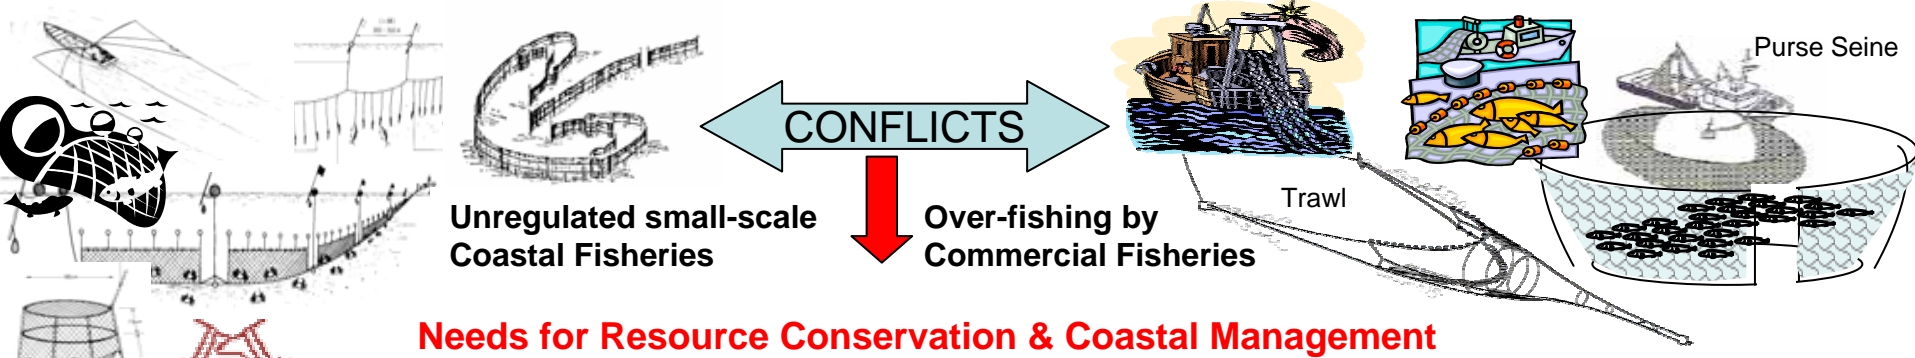 Purse Seine
CONFLICTS
Trawl
Unregulated small-scale
Coastal Fisheries
Over-fishing by
Commercial Fisheries
Needs for Resource Conservation & Coastal Management